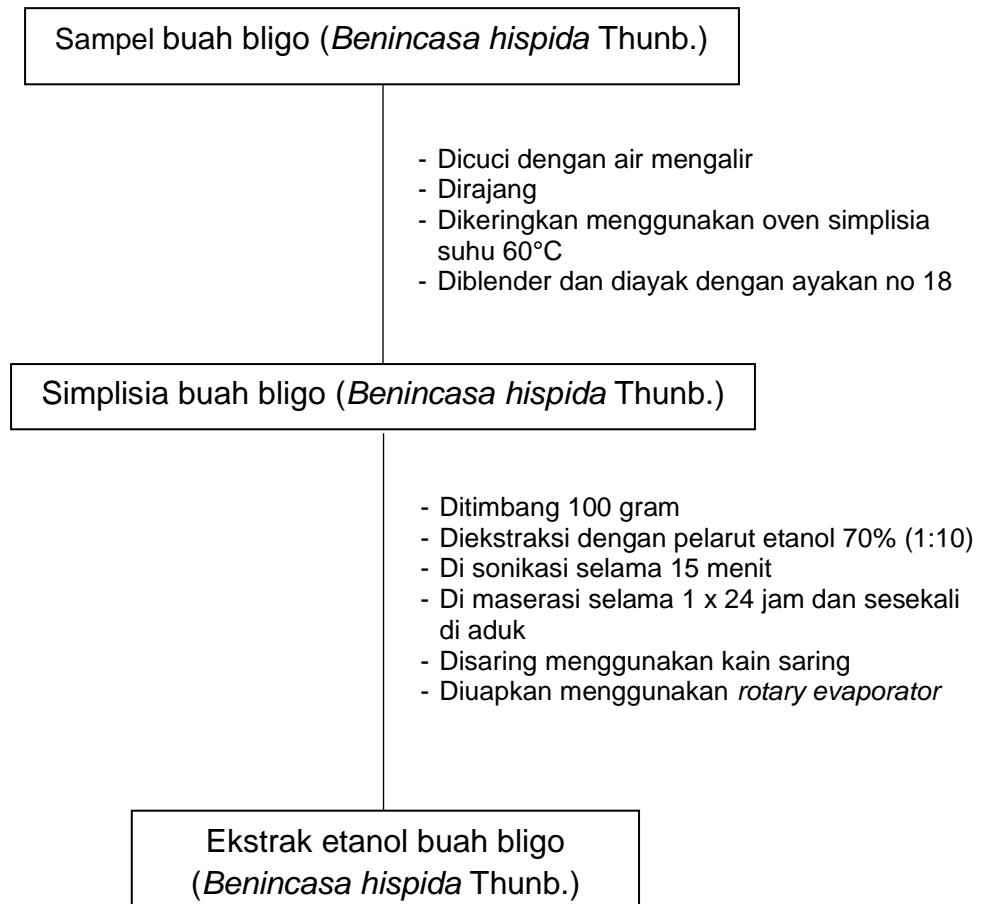 Sampel buah bligo (Benincasa hispida Thunb.)
- Dicuci dengan air mengalir
- Dirajang
- Dikeringkan menggunakan oven simplisia
suhu 60°C
- Diblender dan diayak dengan ayakan no 18
Simplisia buah bligo (Benincasa hispida Thunb.)
- Ditimbang 100 gram
- Diekstraksi dengan pelarut etanol 70% (1:10)
- Di sonikasi selama 15 menit
- Di maserasi selama 1 x 24 jam dan sesekali
di aduk
- Disaring menggunakan kain saring
- Diuapkan menggunakan rotary evaporator
Ekstrak etanol buah bligo
(Benincasa hispida Thunb.)